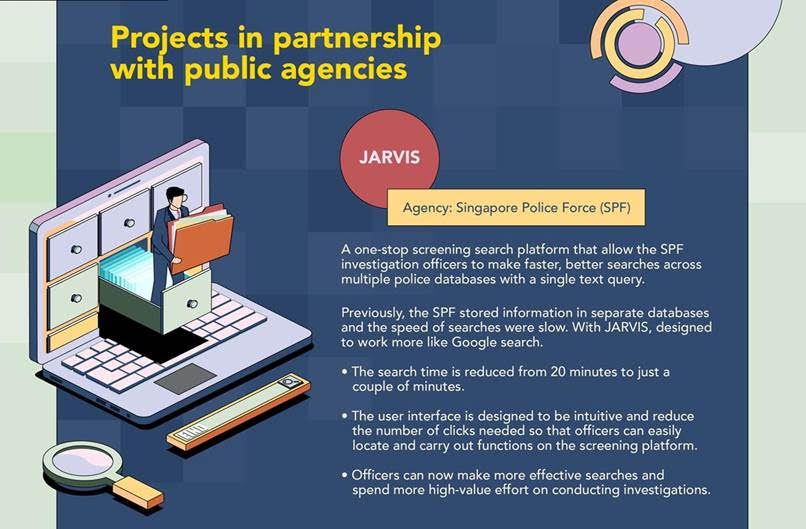 Projects in partnership
with public agencies
JARVIS
Agency: Singapore Police Force (SPF)
A one-stop screening search platform that allow the SPF
investigation officers to make faster, better searches across
multiple police databases with a single text query.
Previously, the SPF stored information in separate databases
and the speed of searches were slow. With JARVIS, designed
to work more like Google search.
• The search time is reduced from 20 minutes to just a
couple of minutes.
• The user interface is designed to be intuitive and reduce
the number of clicks needed so that officers can easily
locate and carry out functions on the screening platform.
• Officers can now make more effective searches and
spend more high-value effort on conducting investigations.